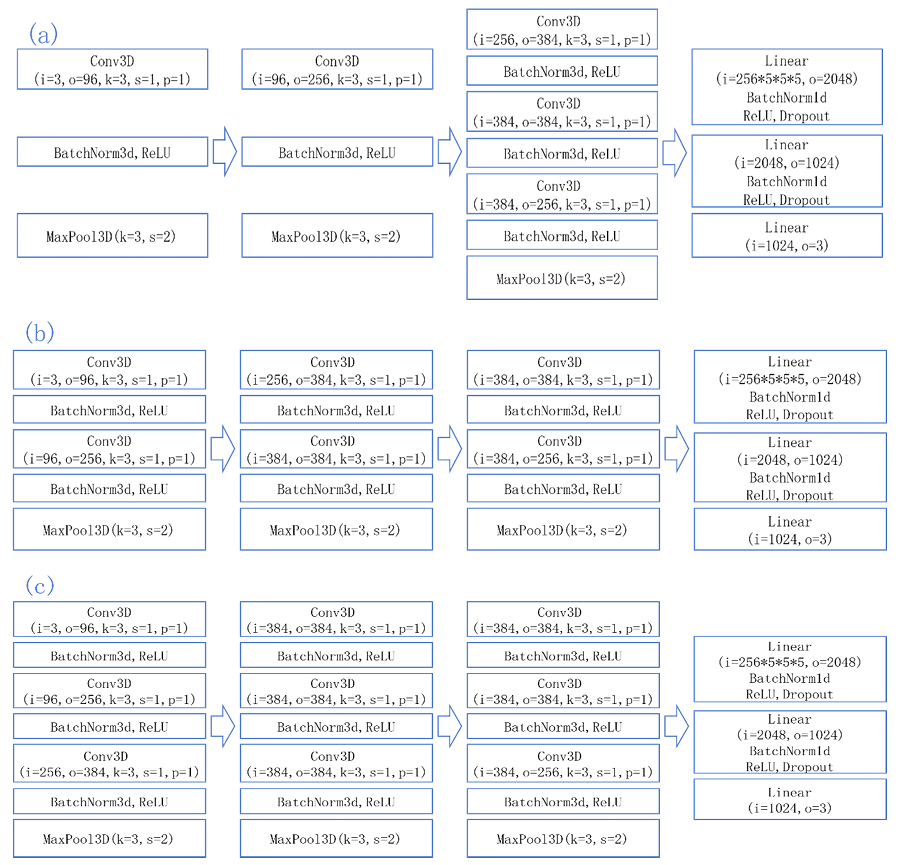 (a)
Conv3D
(i=3, o=96, k=3, s=1, p=1)
BatchNorm3d, ReLU
MaxPool3D(k=3, s=2)
Conv3D
(i=96, o=256, k=3, s=1, p=1)
BatchNorm3d, ReLU
MaxPool3D(k=3, s=2)
Conv3D
(i=256, o=384, k=3, s=1, p=1)
BatchNorm3d, ReLU
Conv3D
(i=384, o=384, k=3, s=1, p=1)
BatchNorm3d, ReLU
Conv3D
(i=384, o=256, k=3, s=1, p=1)
BatchNorm3d, ReLU
MaxPool3D(k=3, s=2)
Linear
(i=256*5*5*5, o=2048)
BatchNorm1d
ReLU, Dropout
Linear
(i=2048, o=1024)
BatchNorm1d
ReLU, Dropout
Linear
(i=1024, o=3)
(b)
Conv3D
(i=3, o=96, k=3, s=1, p=1)
BatchNorm3d, ReLU
Conv3D
(i=96, o=256, k=3, s=1, p=1)
BatchNorm3d, ReLU
MaxPool3D(k=3, s=2)
Conv3D
(i=256, o=384, k=3, s=1, p=1)
BatchNorm3d, ReLU
Conv3D
(i=384, o=384, k=3, s=1, p=1)
BatchNorm3d, ReLU
MaxPool3D(k=3, s=2)
Conv3D
(i=384, o=384, k=3, s=1, p=1)
BatchNorm3d, ReLU
Conv3D
(i=384, o=256, k=3, s=1, p=1)
BatchNorm3d, ReLU
MaxPool3D(k=3, s=2)
Linear
(i=256*5*5*5, o=2048)
BatchNorm1d
ReLU, Dropout
Linear
(i=2048, o=1024)
BatchNorm1d
ReLU, Dropout
Linear
(i=1024, o=3)
(c)
Conv3D
(i=3, o=96, k=3, s=1, p=1)
BatchNorm3d, ReLU
Conv3D
(i=96, o=256, k=3, s=1, p=1)
BatchNorm3d, ReLU
Conv3D
(i=256, o=384, k=3, s=1, p=1)
BatchNorm3d, ReLU
MaxPool3D(k=3, s=2)
Conv3D
(i=384, o=384, k=3, s=1, p=1)
BatchNorm3d, ReLU
Conv3D
(i=384, o=384, k=3, s=1, p=1)
BatchNorm3d, ReLU
Conv3D
(i=384, o=384, k=3, s=1, p=1)
BatchNorm3d, ReLU
MaxPool3D(k=3, s=2)
Conv3D
(i=384, o=384, k=3, s=1, p=1)
BatchNorm3d, ReLU
Conv3D
(i=384, o=384, k=3, s=1, p=1)
BatchNorm3d, ReLU
Conv3D
(i=384, o=256, k=3, s=1, p=1)
BatchNorm3d, ReLU
MaxPool3D(k=3, s=2)
Linear
(i=256*5*5*5, o=2048)
BatchNorm1d
ReLU, Dropout
Linear
(i=2048, o=1024)
BatchNorm1d
ReLU, Dropout
Linear
(i=1024, o=3)